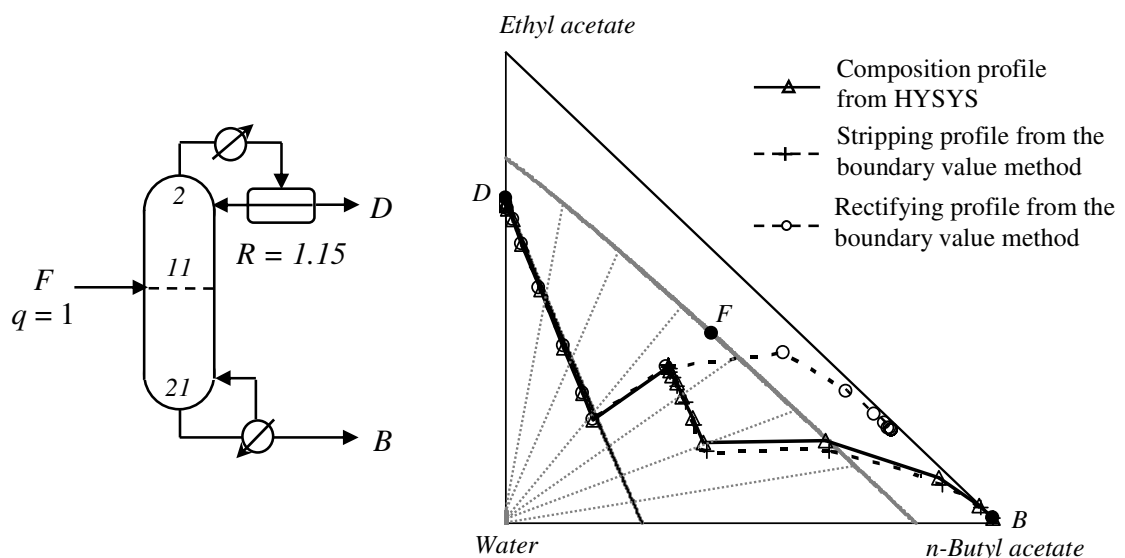 2
D
R = 1.15
11
F
q = 1
21
B
Ethyl acetate
Composition profile
from HYSYS
Stripping profile from the
boundary value method
Rectifying profile from the
boundary value method
D
F
B
Water
n-Butyl acetate